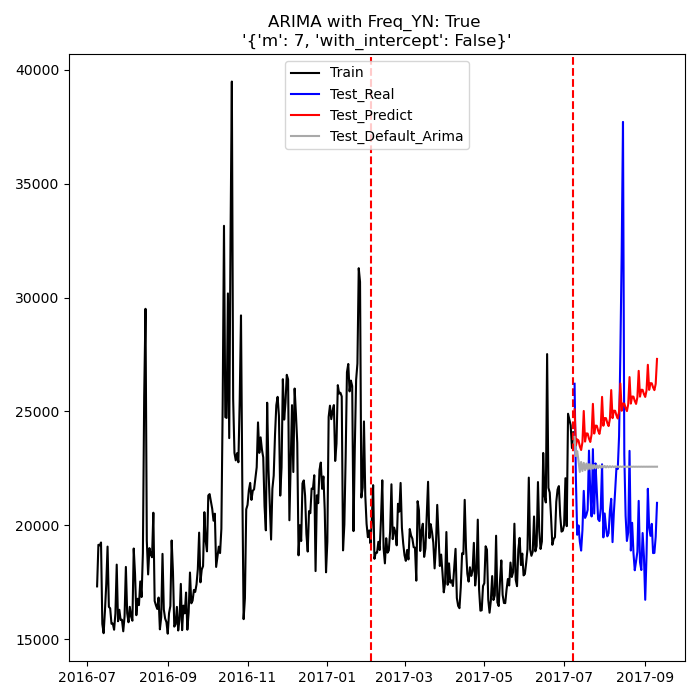 ARIMA with Freq_YN: True
'{'m': 7, 'with_intercept': False}'
Train
Test_Real
Test_Predict
Test_Default_Arima
40000
35000
30000
25000
20000
15000
2016-07 2016-09 2016-11 2017-01 2017-03 2017-05 2017-07 2017-09